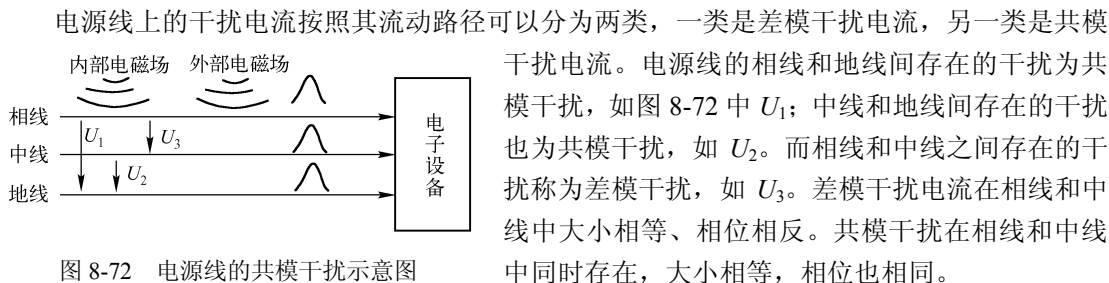 电源线上的干扰电流按照其流动路径可以分为两类，一类是差模干扰电流，另一类是共模
干扰电流。电源线的相线和地线间存在的干扰为共
模干扰，如图 8-72 中 U₁；中线和地线间存在的干扰
也为共模干扰，如 U₂。而相线和中线之间存在的干
扰称为差模干扰，如 U₃。差模干扰电流在相线和中
线中大小相等、相位相反。共模干扰在相线和中线
中同时存在，大小相等，相位也相同。
内部电磁场 外部电磁场
相线
U₁ U₃
中线
U₂
地线
电子设备
图 8-72 电源线的共模干扰示意图